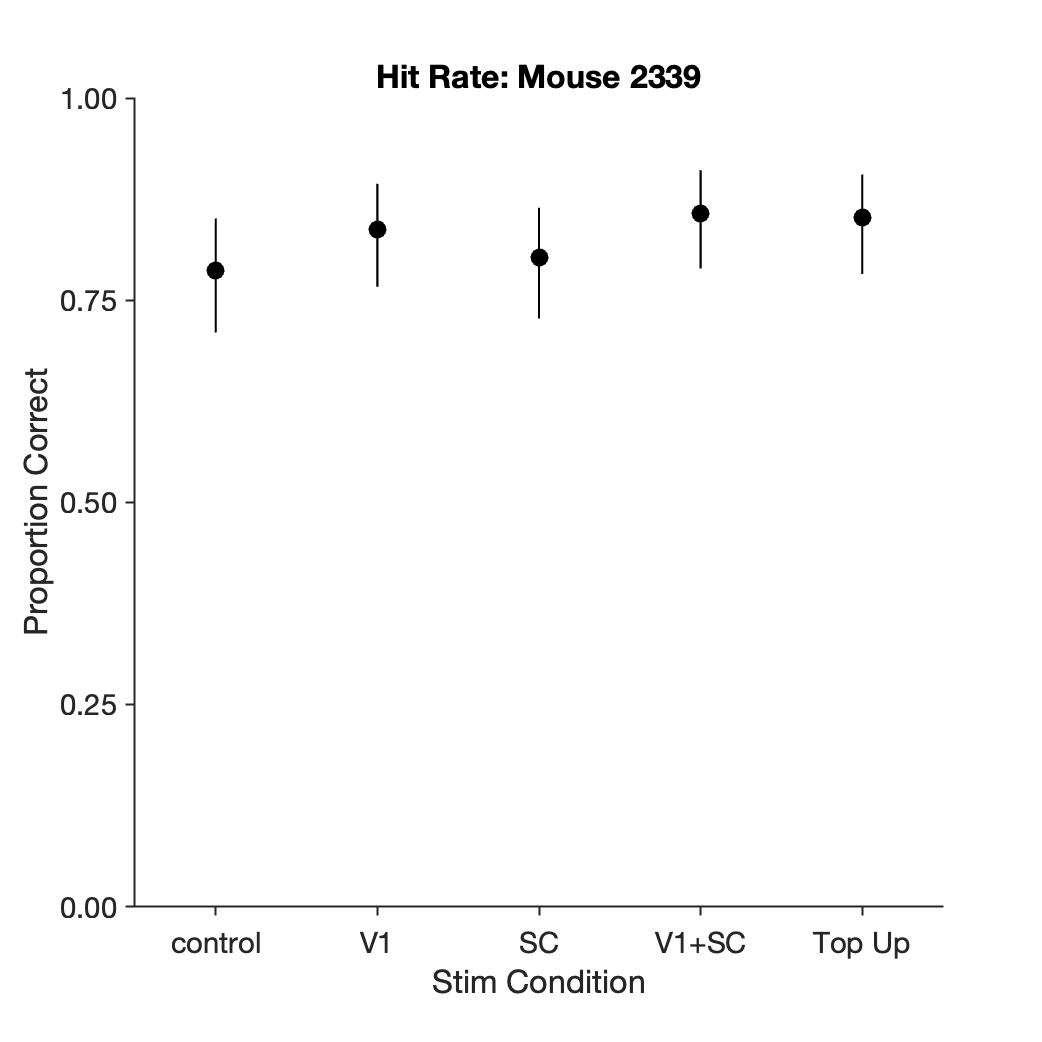 Hit Rate: Mouse 2339
1.00
0.75
0.50
0.25
0.00
Proportion Correct
control V1 SC V1+SC Top Up
Stim Condition